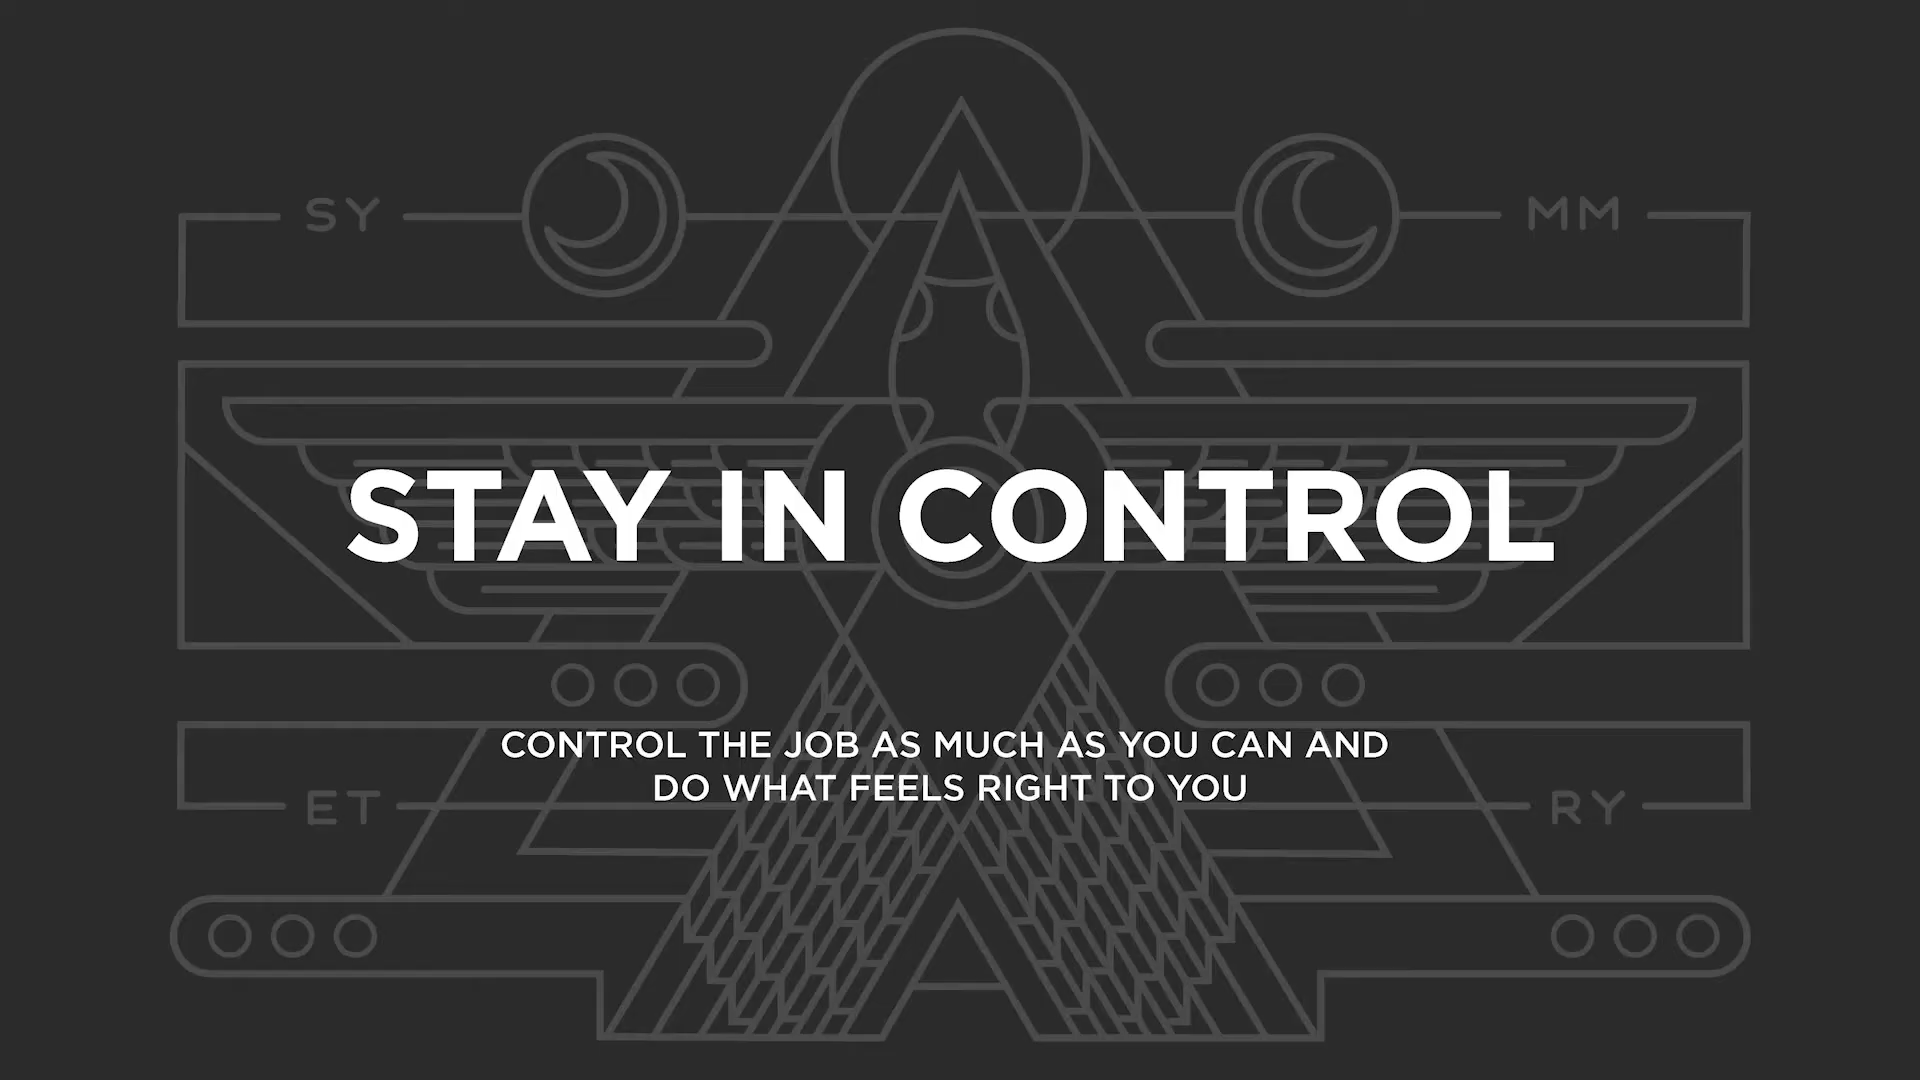 SY
MM
STAY IN CONTROL
CONTROL THE JOB AS MUCH AS YOU CAN AND
DO WHAT FEELS RIGHT TO YOU
ET
RY